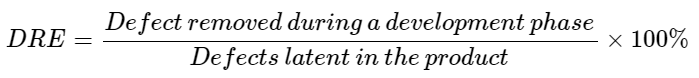 DRE = Defect removed during a development phase / Defects latent in the product × 100%